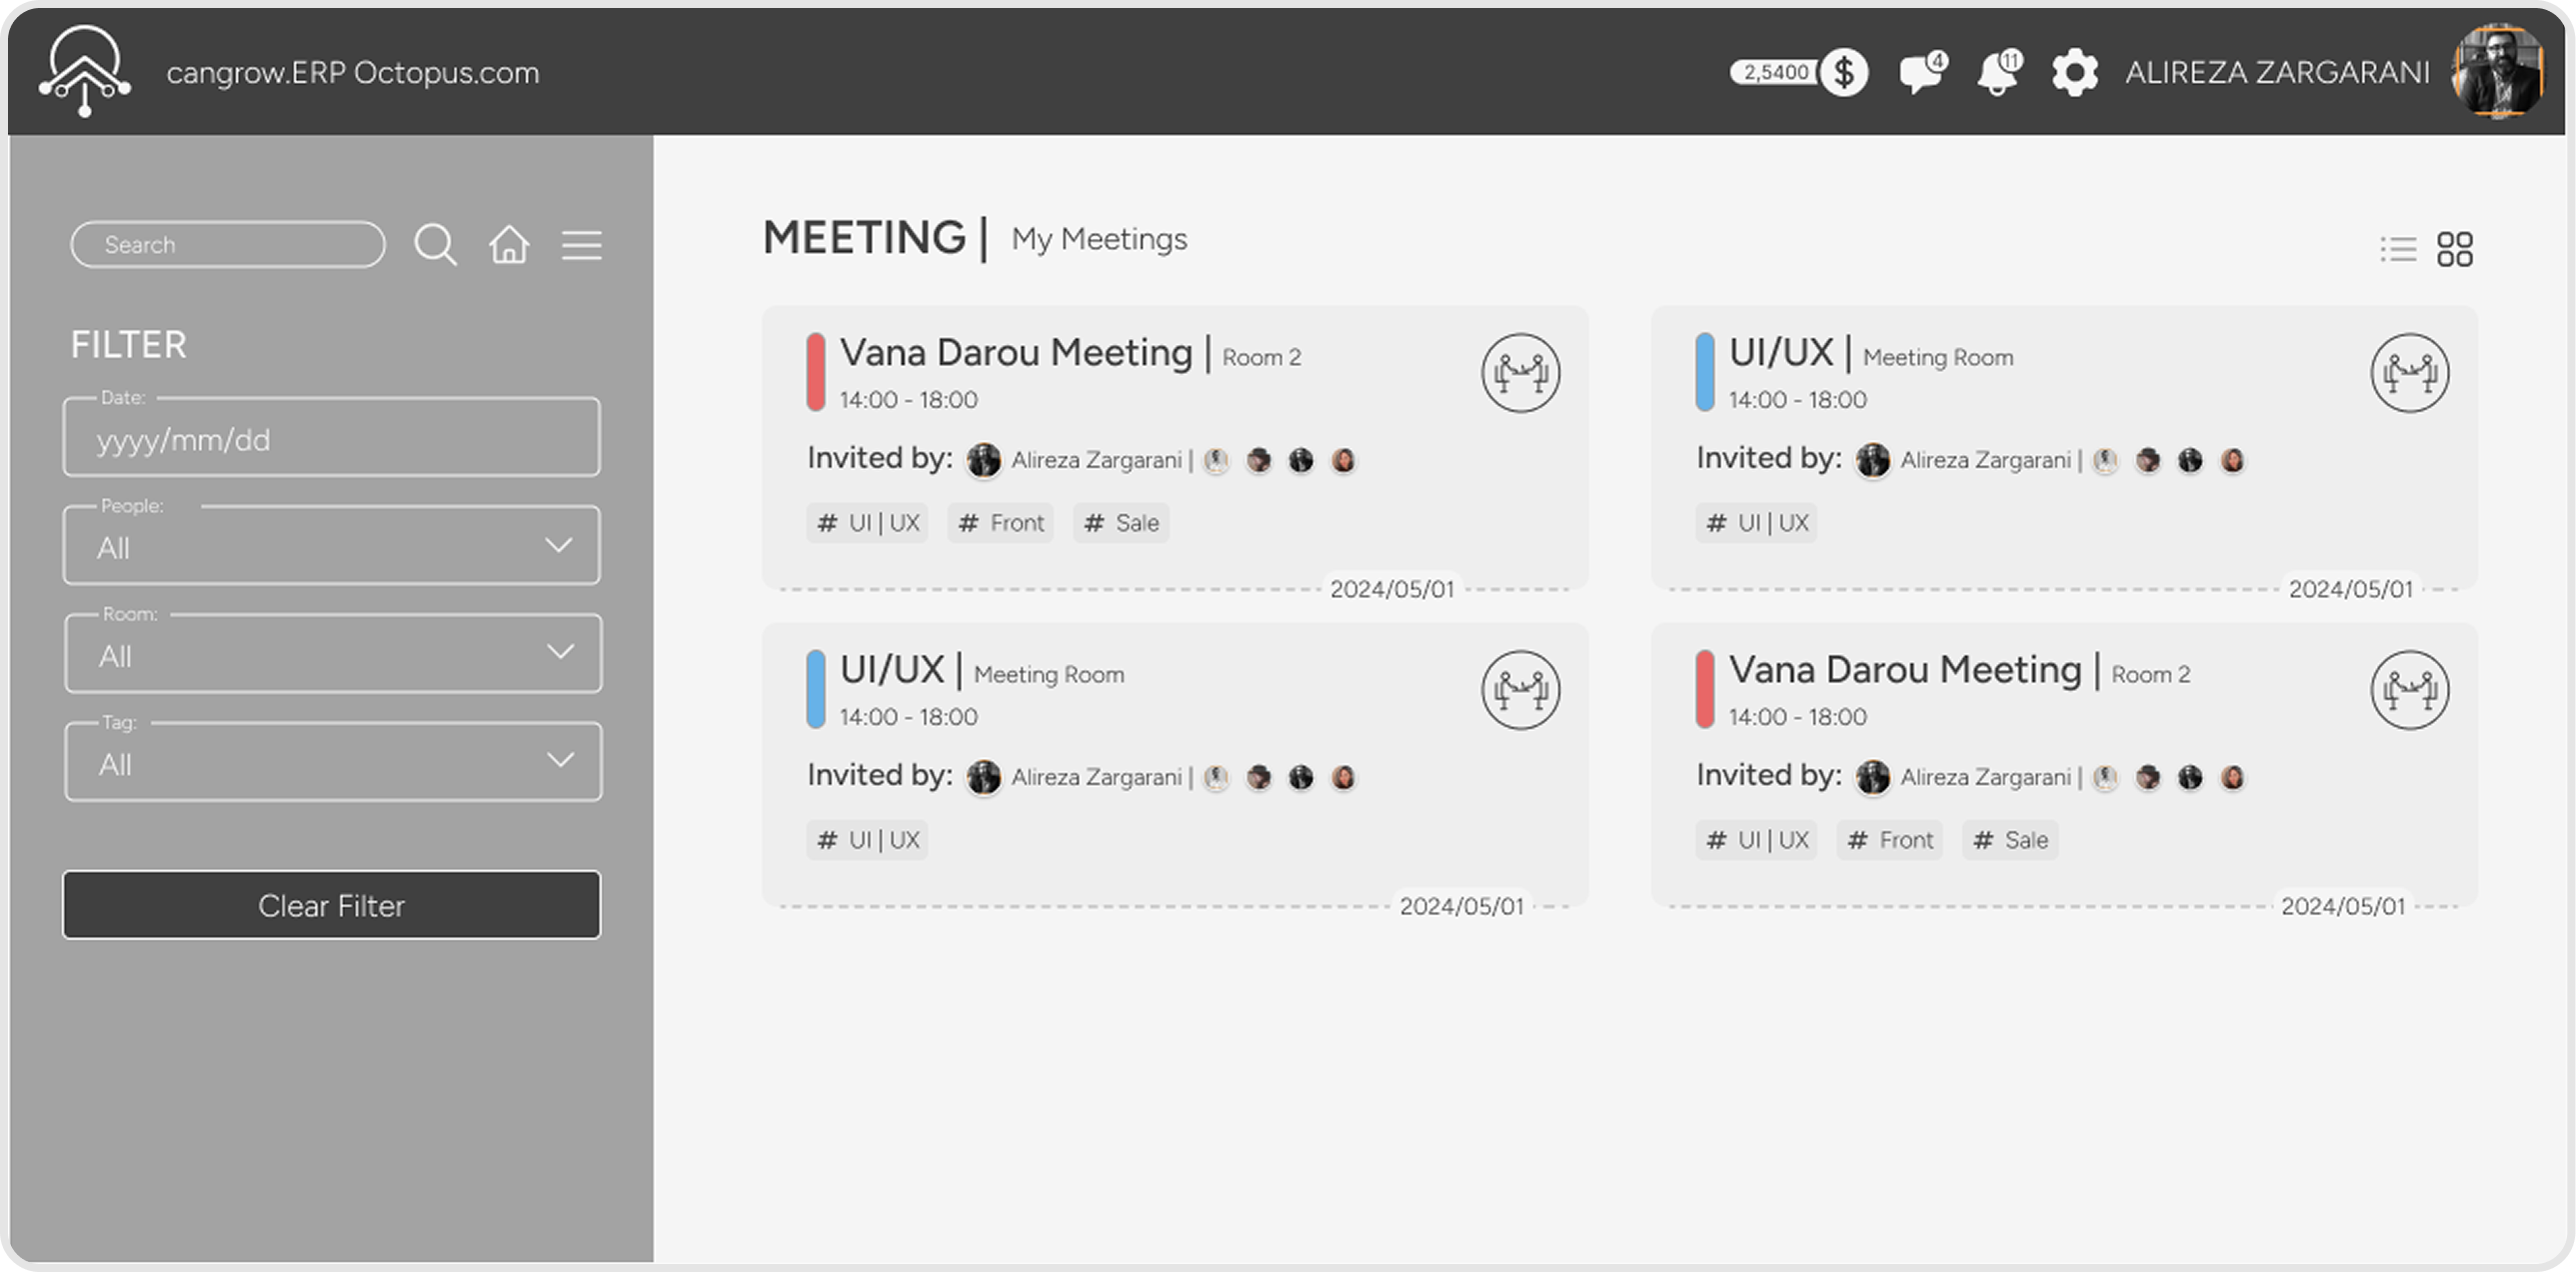 cangrow.ERP Octopus.com
2,5400 $ 4 11 ALIREZA ZARGARANI
Search
FILTER
Date:
yyyy/mm/dd
People:
All
Room:
All
Tag:
All
Clear Filter
MEETING | My Meetings
Vana Darou Meeting | Room 2
14:00 - 18:00
Invited by: Alireza Zargarani |
# UI | UX # Front # Sale
2024/05/01
UI/UX | Meeting Room
14:00 - 18:00
Invited by: Alireza Zargarani |
# UI | UX
2024/05/01
UI/UX | Meeting Room
14:00 - 18:00
Invited by: Alireza Zargarani |
# UI | UX
2024/05/01
Vana Darou Meeting | Room 2
14:00 - 18:00
Invited by: Alireza Zargarani |
# UI | UX # Front # Sale
2024/05/01